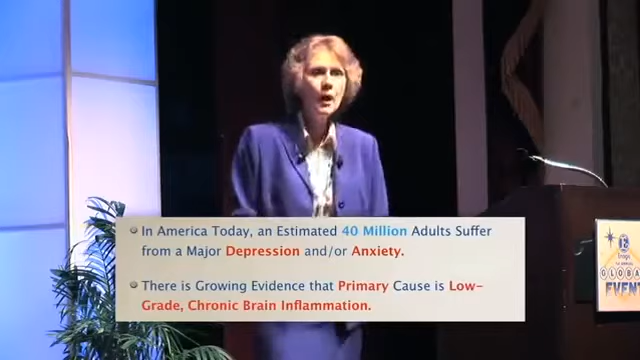 In America Today, an Estimated 40 Million Adults Suffer
from a Major Depression and/or Anxiety.
There is Growing Evidence that Primary Cause is Low-
Grade, Chronic Brain Inflammation.
GLOBAL
EVENT